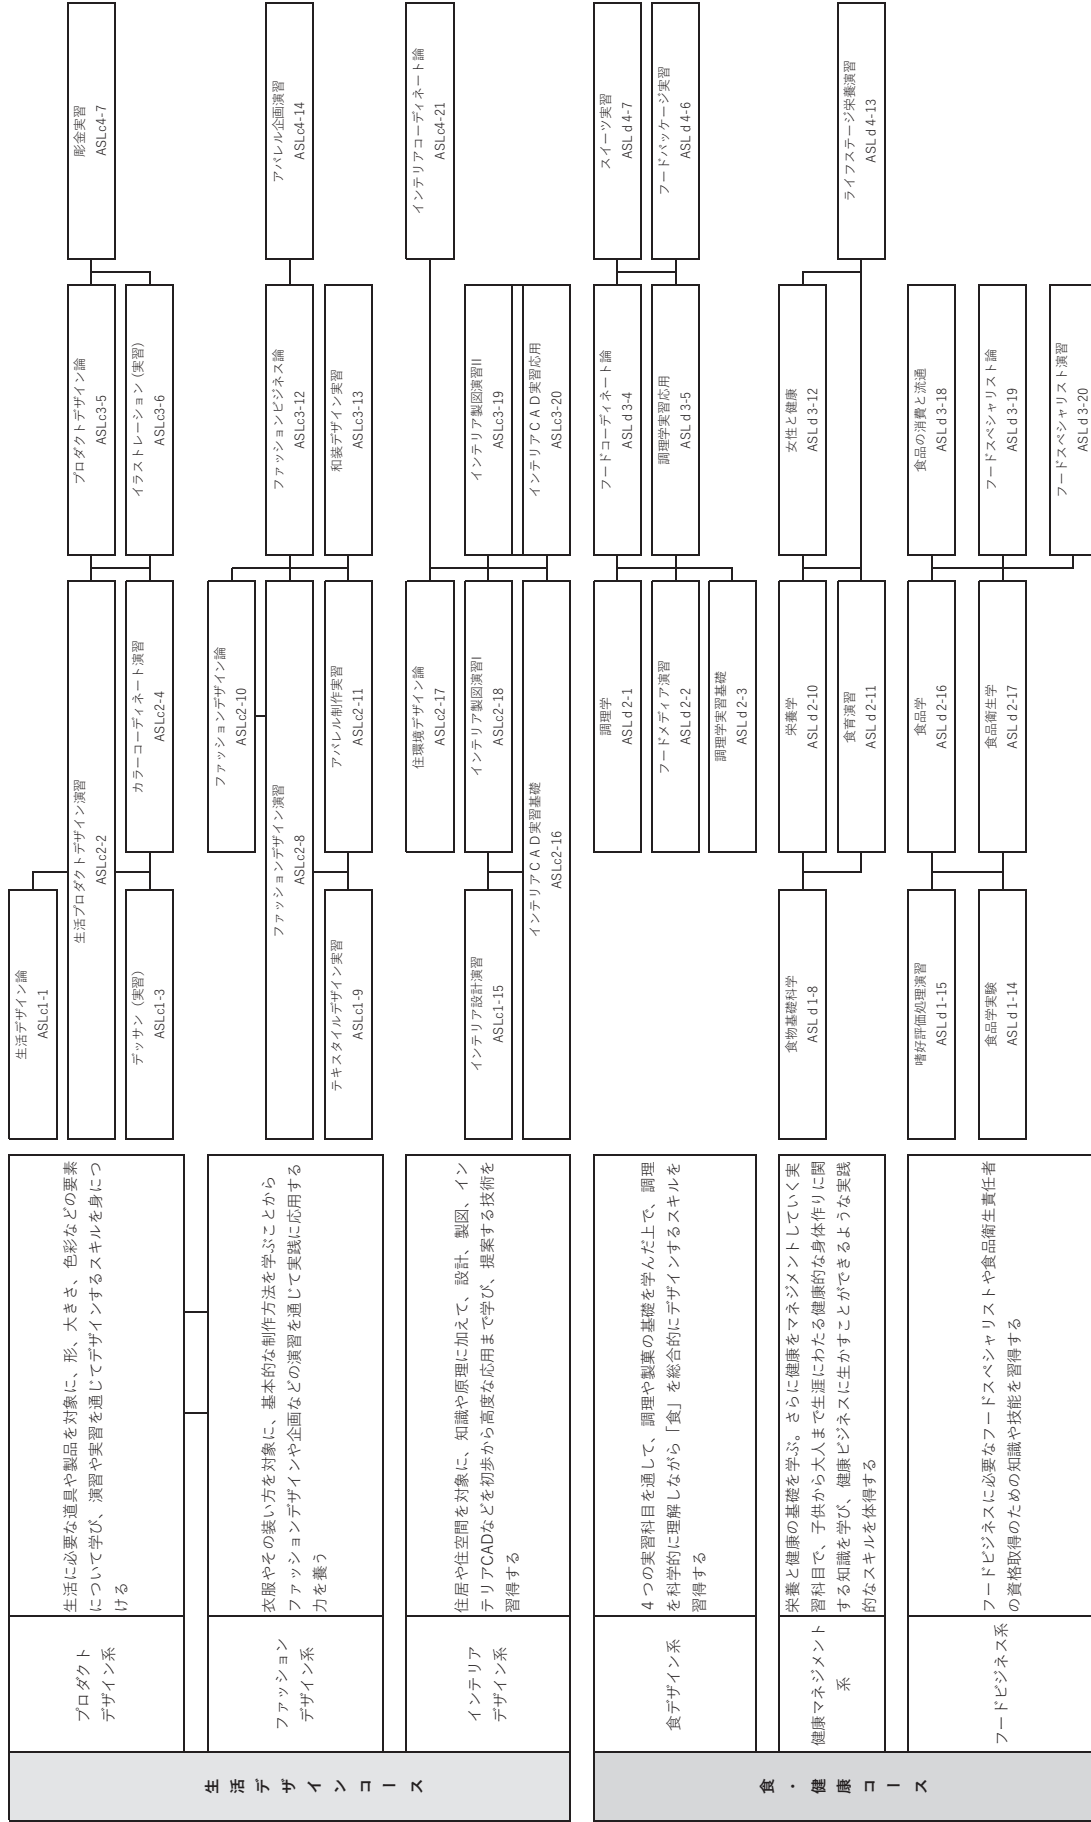 生活デザインコース
プロダクト
デザイン系
生活に必要な道具や製品を対象に、形、大きさ、色彩などの要素
について学び、演習や実習を通じてデザインするスキルを身につ
ける
生活デザイン論
ASLc1-1
生活プロダクトデザイン演習
ASLc2-2
デッサン（実習）
ASLc1-3
カラーコーディネート演習
ASLc2-4
プロダクトデザイン論
ASLc3-5
イラストレーション（実習）
ASLc3-6
彫金実習
ASLc4-7
ファッション
デザイン系
衣服やその装い方を対象に、基本的な制作方法を学ぶことから
ファッションデザインや企画などの演習を通じて実践に応用する
力を養う
ファッションデザイン論
ASLc2-10
ファッションデザイン演習
ASLc2-8
テキスタイルデザイン実習
ASLc1-9
アパレル制作実習
ASLc2-11
ファッションビジネス論
ASLc3-12
和装デザイン実習
ASLc3-13
アパレル企画演習
ASLc4-14
インテリア
デザイン系
住居や住空間を対象に、知識や原理に加えて、設計、製図、イン
テリアCADなどを初歩から高度な応用まで学び、提案する技術を
習得する
住環境デザイン論
ASLc2-17
インテリア設計演習
ASLc1-15
インテリア製図演習I
ASLc2-18
インテリアＣＡＤ実習基礎
ASLc2-16
インテリア製図演習II
ASLc3-19
インテリアＣＡＤ実習応用
ASLc3-20
インテリアコーディネート論
ASLc4-21
食・健康コース
食デザイン系
４つの実習科目を通して、調理や製菓の基礎を学んだ上で、調理
を科学的に理解しながら「食」を総合的にデザインするスキルを
習得する
調理学
ASLｄ2-1
フードメディア演習
ASLｄ2-2
調理学実習基礎
ASLｄ2-3
フードコーディネート論
ASLｄ3-4
調理学実習応用
ASLｄ3-5
スイーツ実習
ASLｄ4-7
フードパッケージ実習
ASLｄ4-6
健康マネジメント
系
栄養と健康の基礎を学ぶ。さらに健康をマネジメントしていく実
習科目で、子供から大人まで生涯にわたる健康的な身体作りに関
する知識を学び、健康ビジネスに生かすことができるような実践
的なスキルを体得する
食物基礎科学
ASLｄ1-8
栄養学
ASLｄ2-10
食育演習
ASLｄ2-11
女性と健康
ASLｄ3-12
ライフステージ栄養演習
ASLｄ4-13
フードビジネス系
フードビジネスに必要なフードスペシャリストや食品衛生責任者
の資格取得のための知識や技能を習得する
嗜好評価処理演習
ASLｄ1-15
食品学実験
ASLｄ1-14
食品学
ASLｄ2-16
食品衛生学
ASLｄ2-17
食品の消費と流通
ASLｄ3-18
フードスペシャリスト論
ASLｄ3-19
フードスペシャリスト演習
ASLｄ3-20